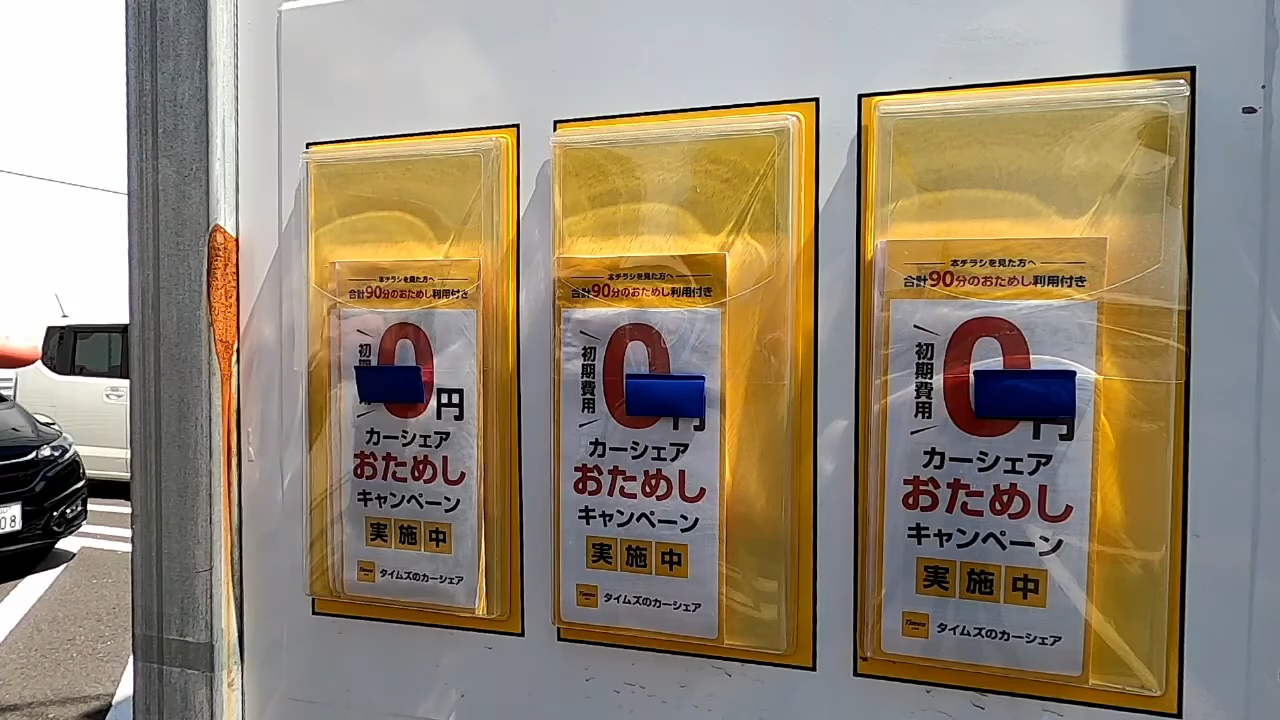 本チラシを見た方へ
合計90分のおためし利用付き
初期費用
0円
カーシェア
おためし
キャンペーン
実施中
Times
タイムズのカーシェア
本チラシを見た方へ
合計90分のおためし利用付き
初期費用
0円
カーシェア
おためし
キャンペーン
実施中
Times
タイムズのカーシェア
本チラシを見た方へ
合計90分のおためし利用付き
初期費用
0円
カーシェア
おためし
キャンペーン
実施中
Times
タイムズのカーシェア
08